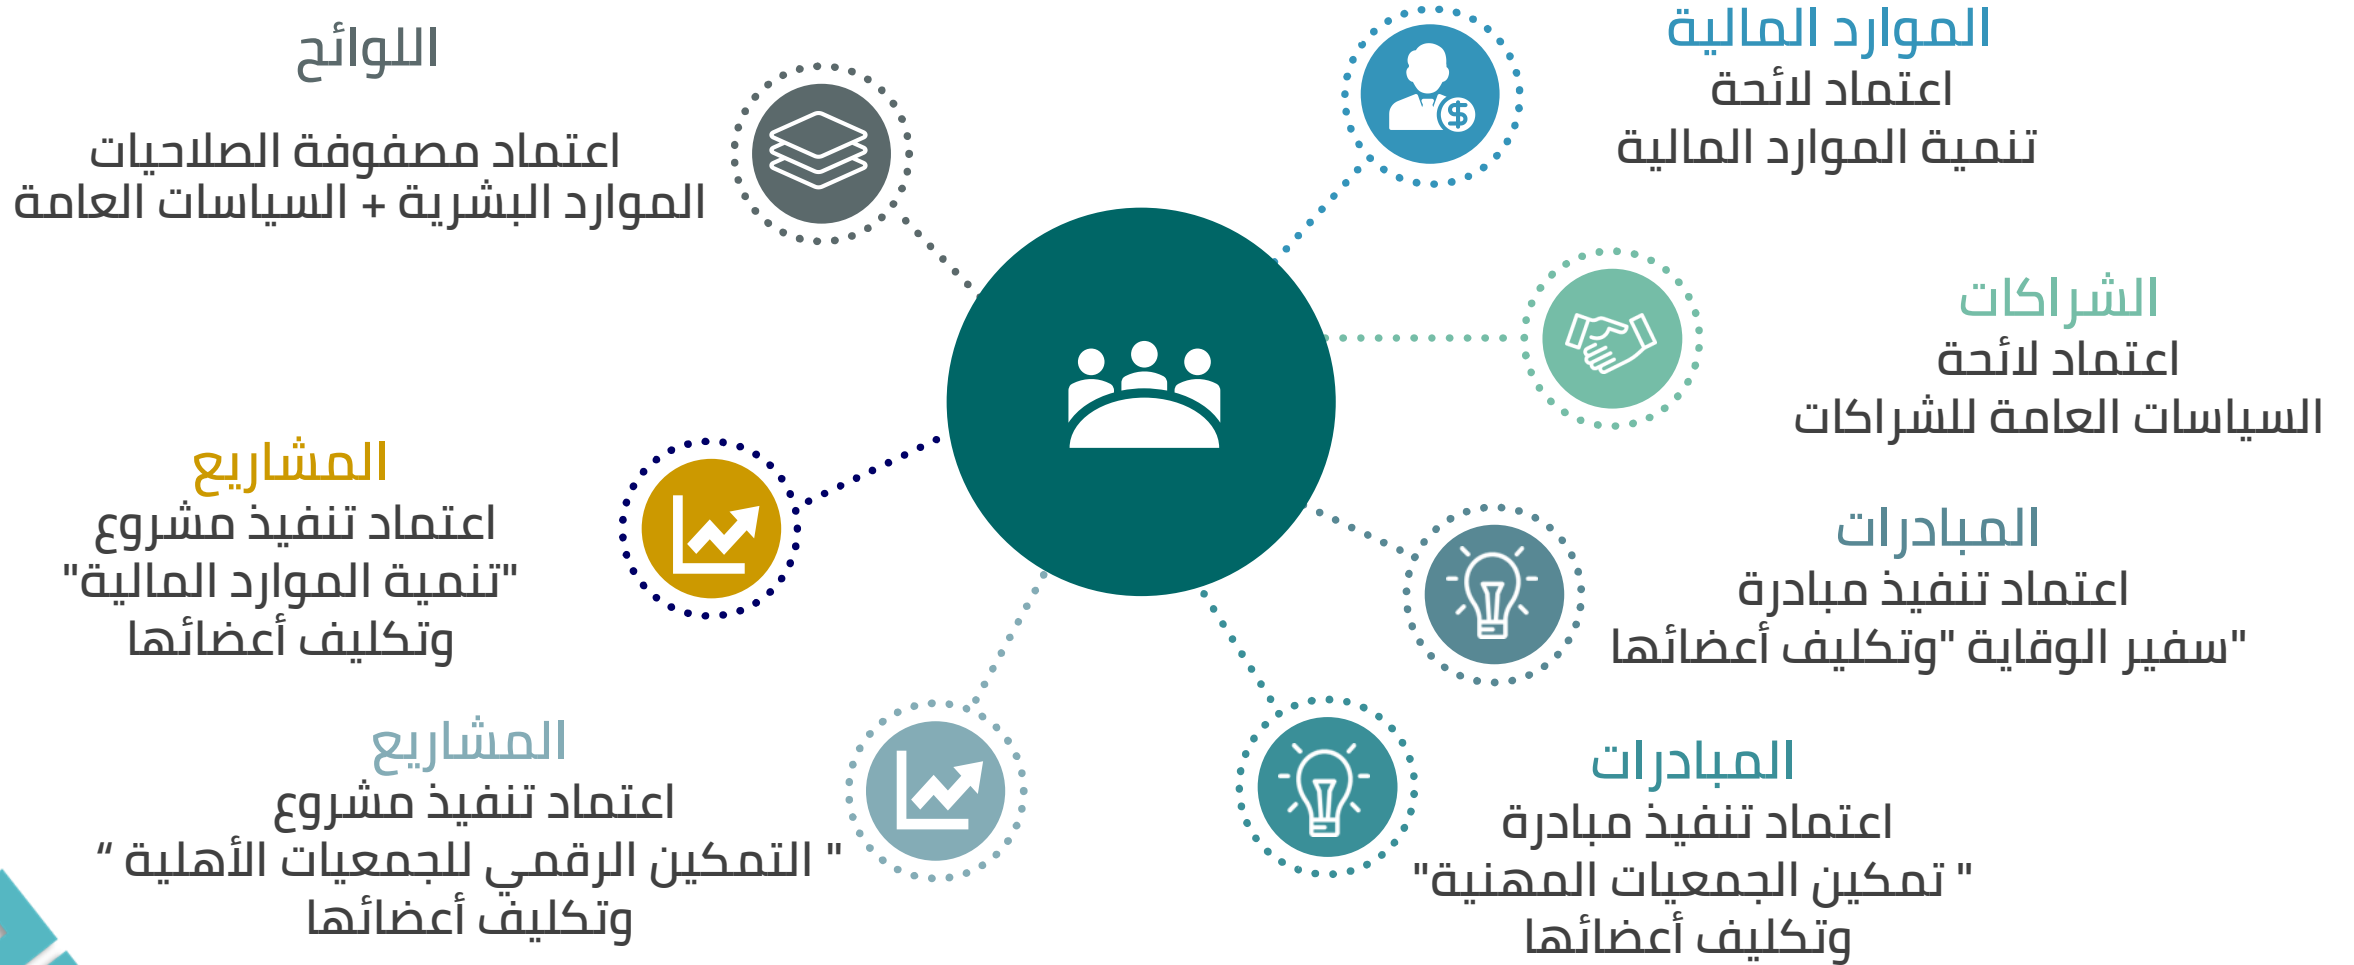 الموارد المالية
اعتماد لائحة
تنمية الموارد المالية
الشراكات
اعتماد لائحة
السياسات العامة للشراكات
المبادرات
اعتماد تنفيذ مبادرة
"سفير الوقاية "وتكليف أعضائها
المبادرات
اعتماد تنفيذ مبادرة
" تمكين الجمعيات المهنية"
وتكليف أعضائها
اللوائح
اعتماد مصفوفة الصلاحيات
الموارد البشرية + السياسات العامة
المشاريع
اعتماد تنفيذ مشروع
"تنمية الموارد المالية"
وتكليف أعضائها
المشاريع
اعتماد تنفيذ مشروع
" التمكين الرقمي للجمعيات الأهلية “
وتكليف أعضائها